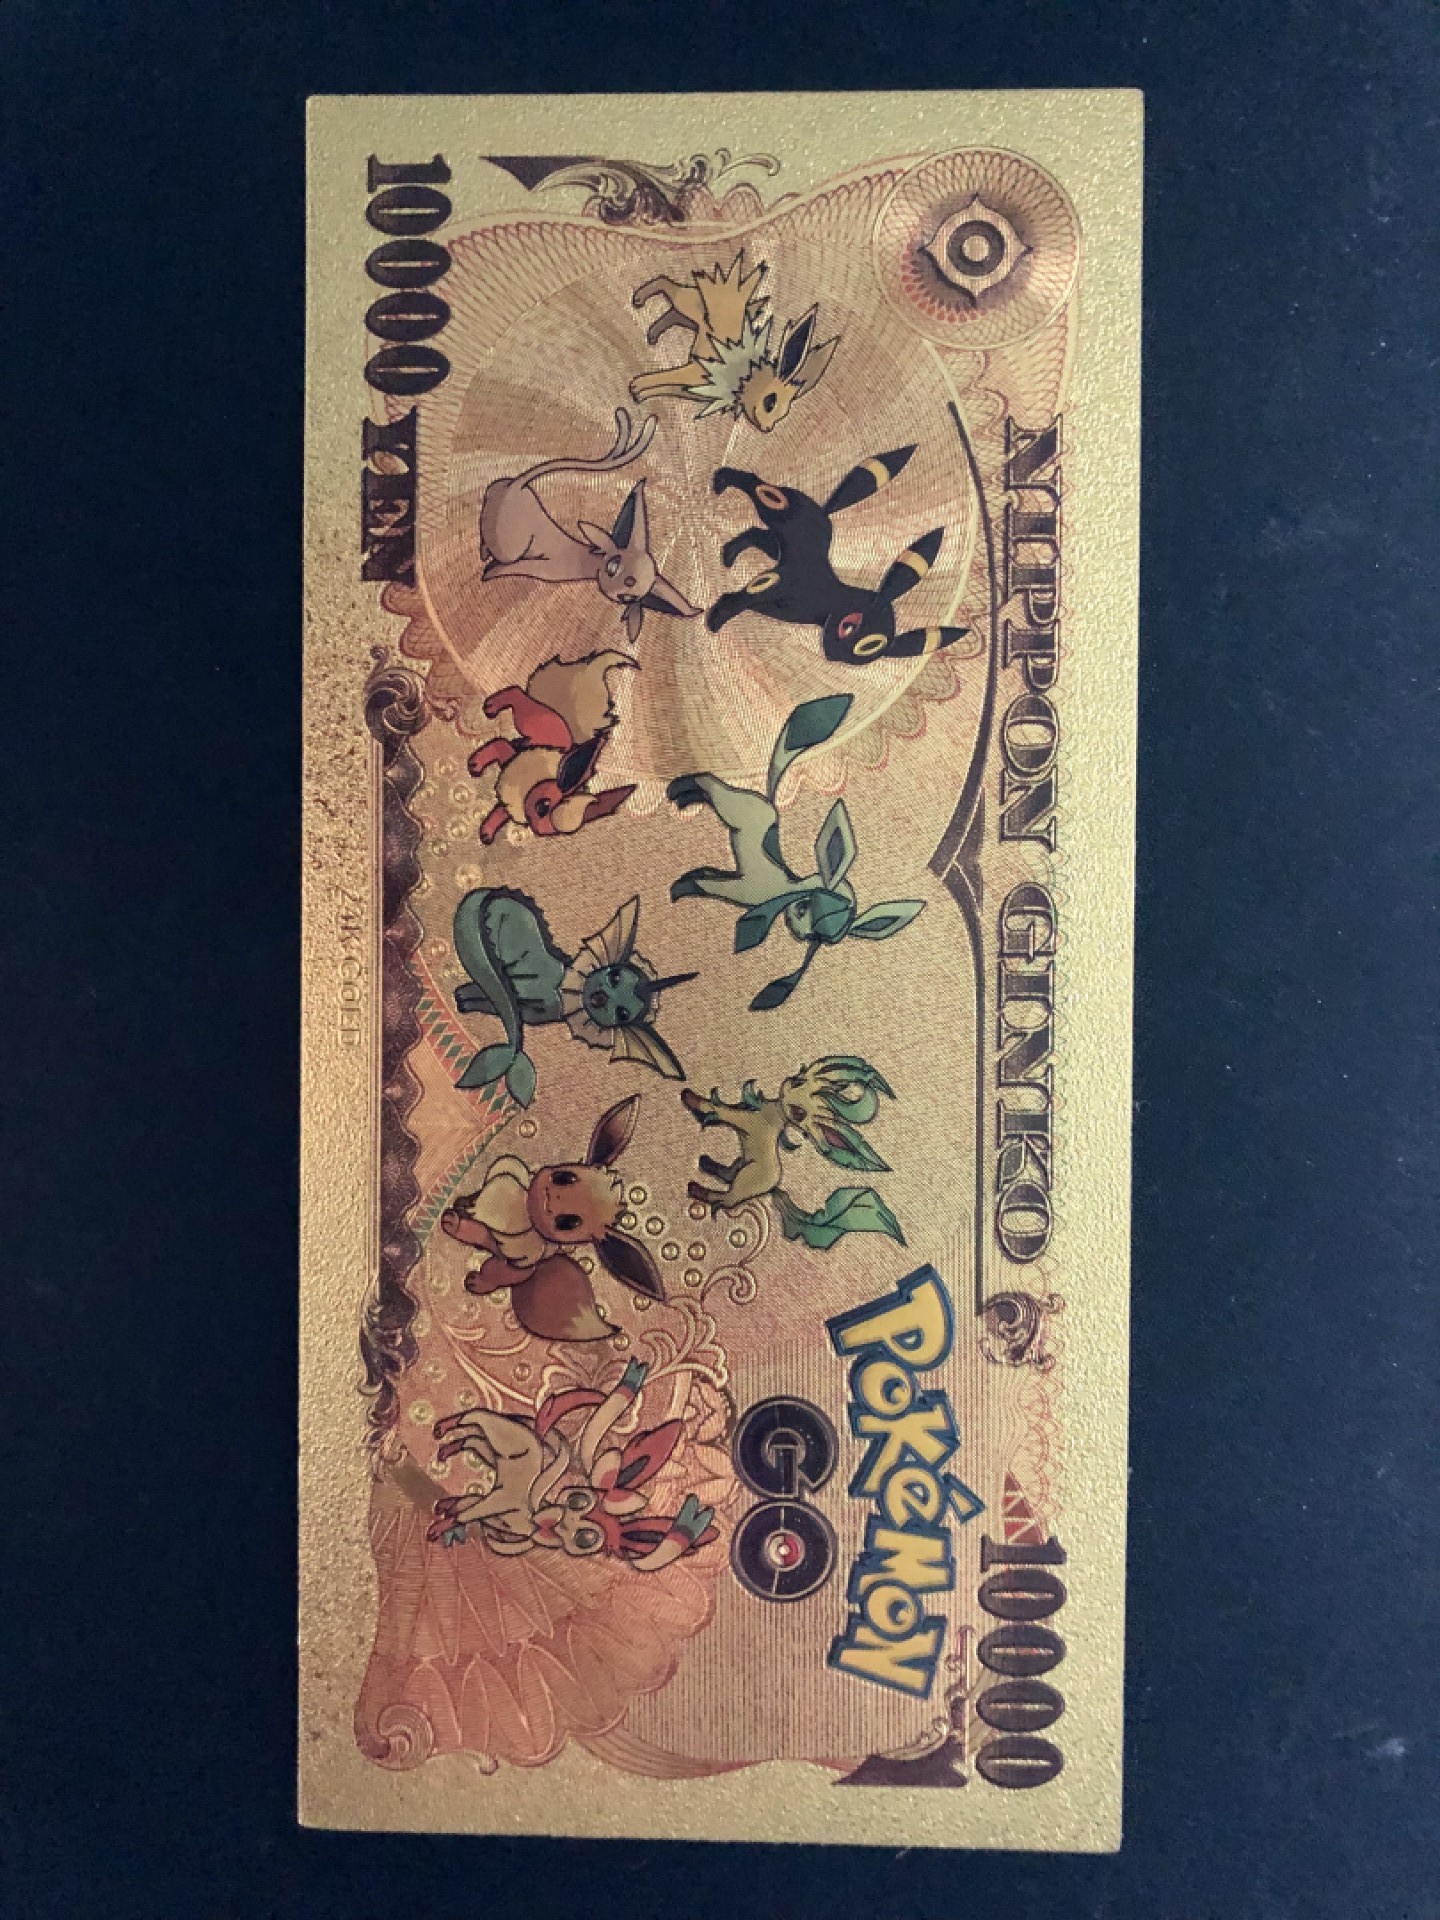 NIPPON GINKO
10000
Pokémon
GO
10000 YEN
24K GOLD